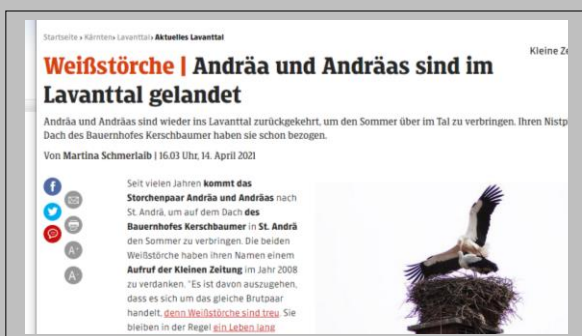 Startseite » Kärnten» Lavanttal» Aktuelles Lavanttal
Kleine
Weißstörche | Andräa und Andräas sind im
Lavanttal gelandet
Andräa und Andräas sind wieder ins Lavanttal zurückgekehrt, um den Sommer über im Tal zu verbringen. Ihren
Dach des Bauernhofes Kerschbaumer haben sie schon bezogen.
Von Martina Schmerlaib | 16.03 Uhr, 14. April 2021
Seit vielen Jahren kommt das
Storchenpaar Andräa und Andräas nach
St. Andrä, um auf dem Dach des
Bauernhofes Kerschbaumer in St. Andrä
den Sommer zu verbringen. Die beiden
Weißstörche haben ihren Namen einem
Aufruf der Kleinen Zeitung im Jahr 2008
zu verdanken. "Es ist davon auszugehen,
dass es sich um das gleiche Brutpaar
handelt, denn Weißstörche sind treu. Sie
bleiben in der Regel ein Leben lang